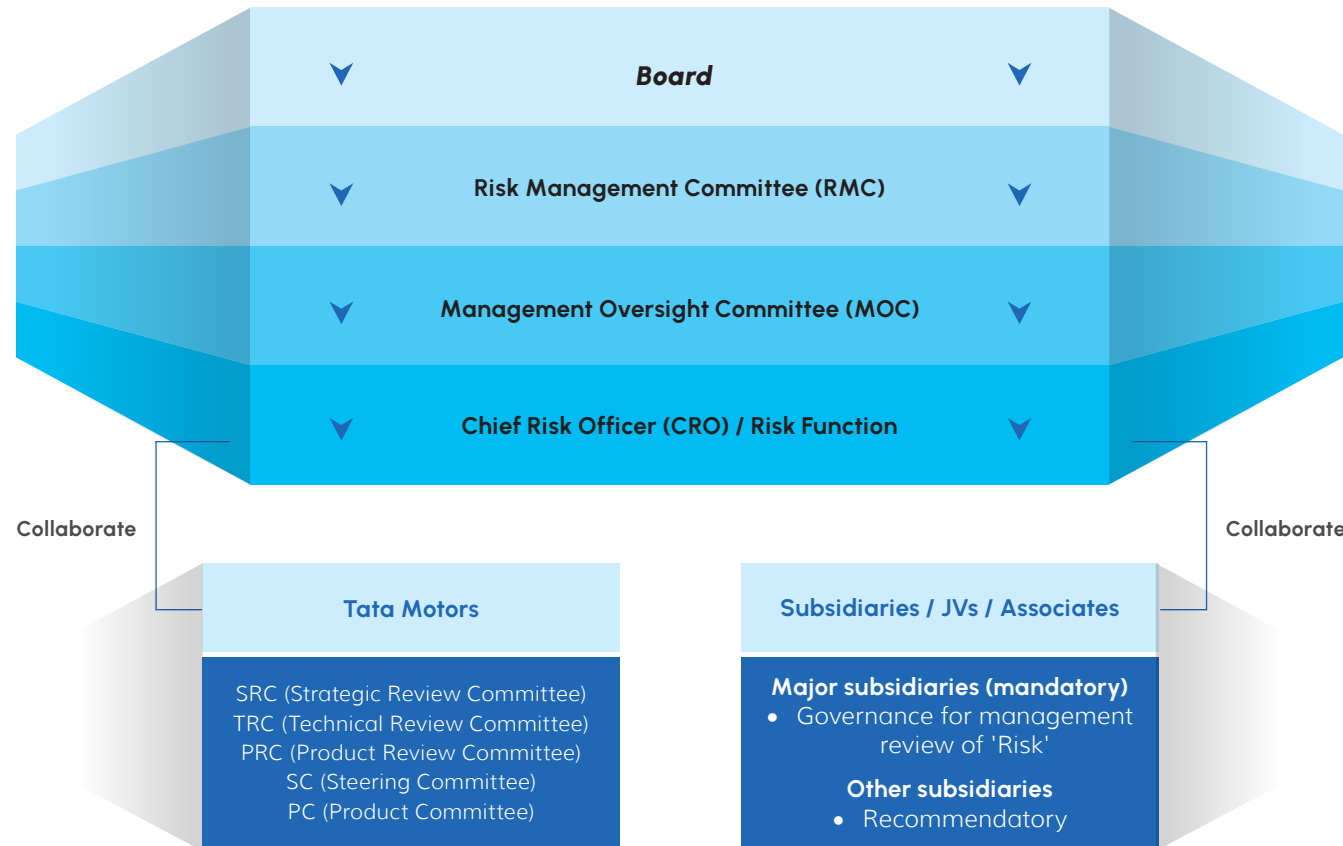 Board
Risk Management Committee (RMC)
Management Oversight Committee (MOC)
Chief Risk Officer (CRO) / Risk Function
Collaborate
Collaborate
Tata Motors
SRC (Strategic Review Committee)
TRC (Technical Review Committee)
PRC (Product Review Committee)
SC (Steering Committee)
PC (Product Committee)
Subsidiaries / JVs / Associates
Major subsidiaries (mandatory)
• Governance for management
review of 'Risk'
Other subsidiaries
• Recommendatory